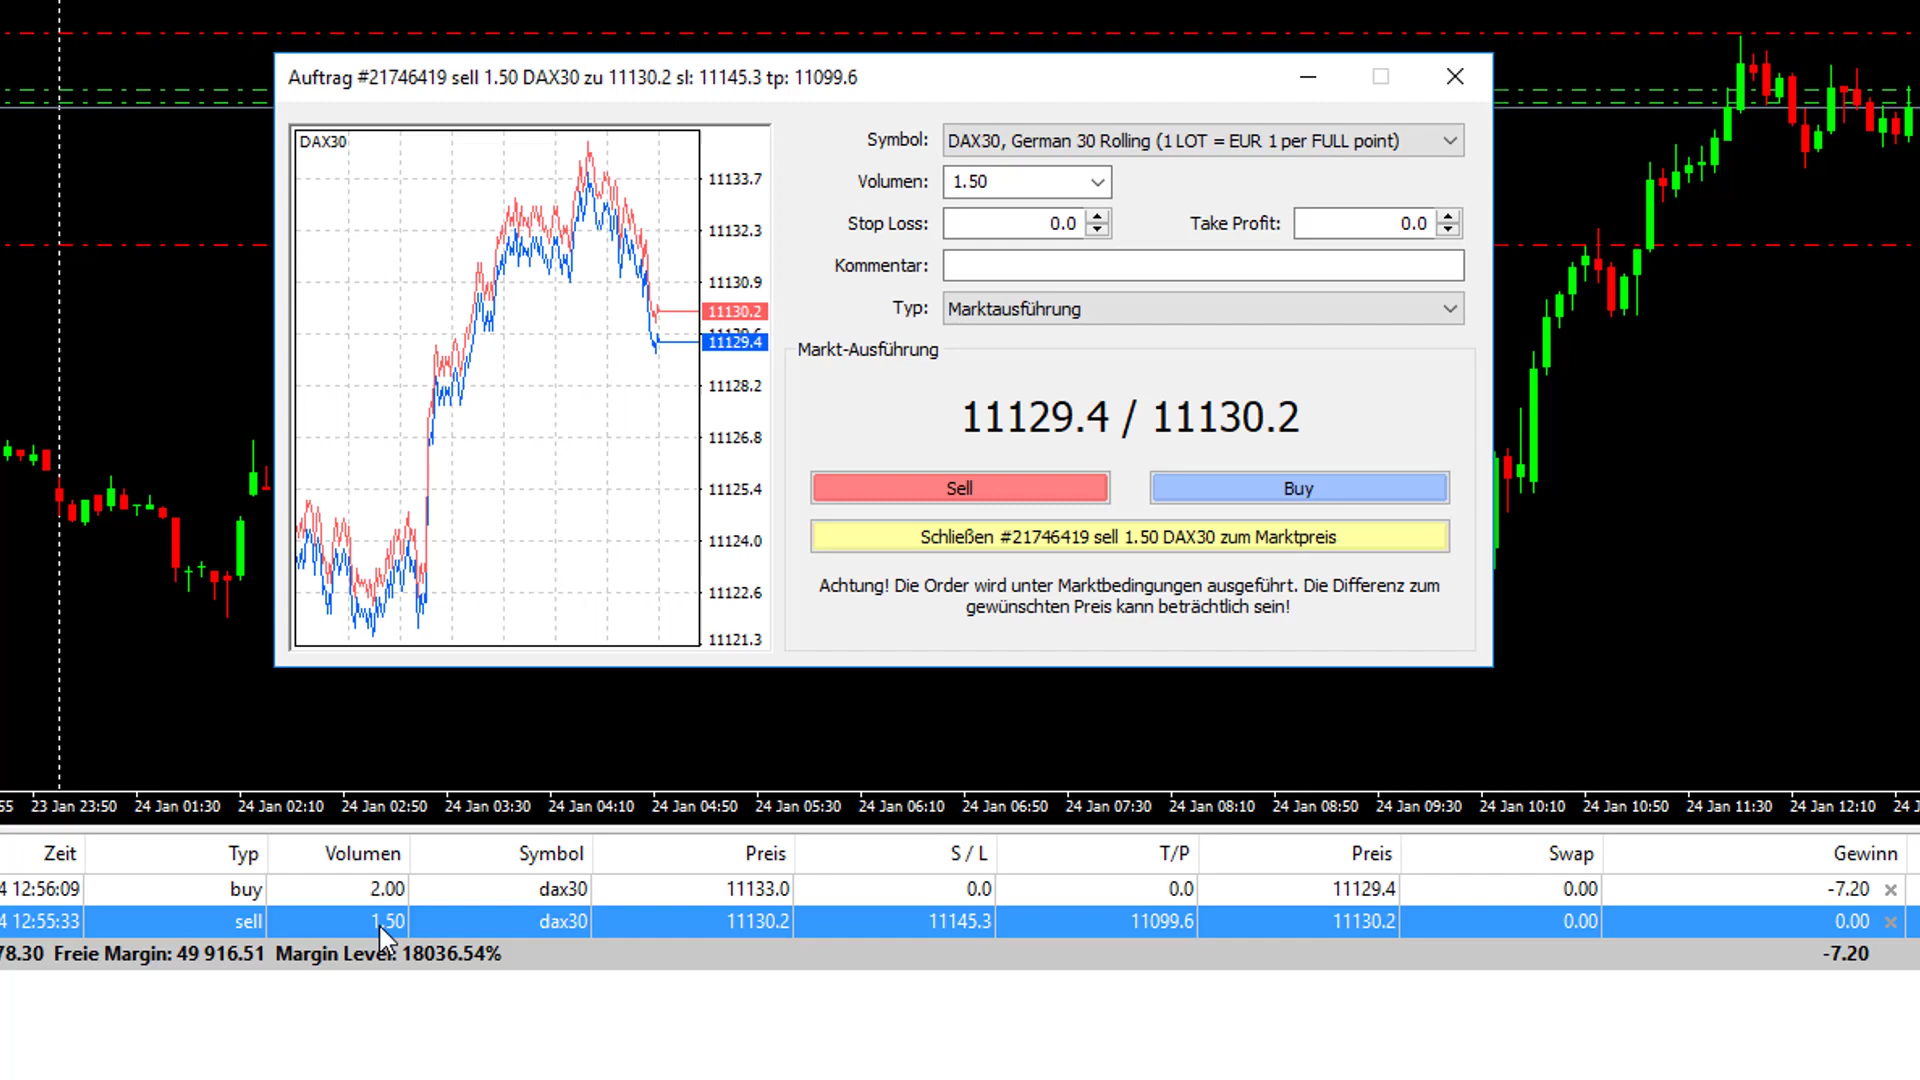 Auftrag #21746419 sell 1.50 DAX30 zu 11130.2 sl: 11145.3 tp: 11099.6
DAX30
11133.7
11132.3
11130.9
11130.2
11129.4
11128.2
11126.8
11125.4
11124.0
11122.6
11121.3
Symbol: DAX30, German 30 Rolling (1 LOT = EUR 1 per FULL point)
Volumen: 1.50
Stop Loss: 0.0 Take Profit: 0.0
Kommentar:
Typ: Marktausführung
Markt-Ausführung
11129.4 / 11130.2
Sell Buy
Schließen #21746419 sell 1.50 DAX30 zum Marktpreis
Achtung! Die Order wird unter Marktbedingungen ausgeführt. Die Differenz zum
gewünschten Preis kann beträchtlich sein!
55 23 Jan 23:50 24 Jan 01:30 24 Jan 02:10 24 Jan 02:50 24 Jan 03:30 24 Jan 04:10 24 Jan 04:50 24 Jan 05:30 24 Jan 06:10 24 Jan 06:50 24 Jan 07:30 24 Jan 08:10 24 Jan 08:50 24 Jan 09:30 24 Jan 10:10 24 Jan 10:50 24 Jan 11:30 24 Jan 12:10 24 J
Zeit Typ Volumen Symbol Preis S / L T/P Preis Swap Gewinn
4 12:56:09 buy 2.00 dax30 11133.0 0.0 0.0 11129.4 0.00 -7.20
4 12:55:33 sell 1.50 dax30 11130.2 11145.3 11099.6 11130.2 0.00 0.00
78.30 Freie Margin: 49 916.51 Margin Level: 18036.54% -7.20